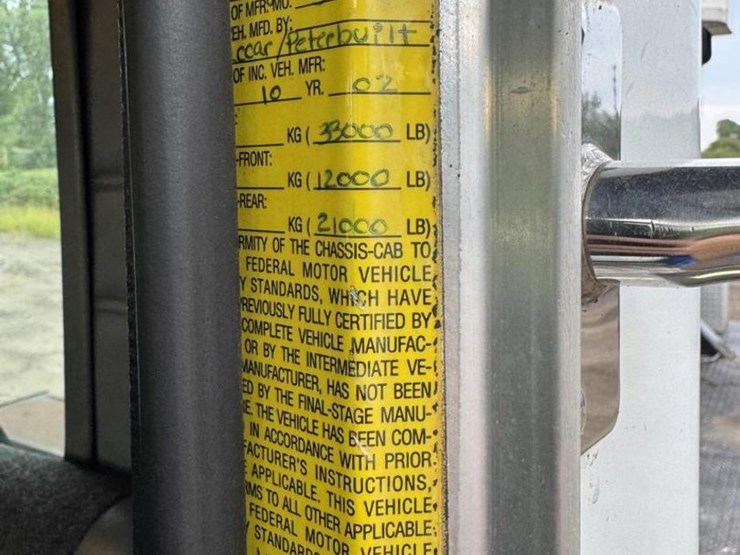 OF MFR MO.
EH. MFD. BY:
ccar / Peterbuilt
OF INC. VEH. MFR:
10 YR. 02
KG ( 33000 LB)
-FRONT:
KG ( 12000 LB)
-REAR:
KG ( 21000 LB)
RMITY OF THE CHASSIS-CAB TO
FEDERAL MOTOR VEHICLE
Y STANDARDS, WHICH HAVE
REVIOUSLY FULLY CERTIFIED BY
COMPLETE VEHICLE MANUFAC-
OR BY THE INTERMEDIATE VE-
MANUFACTURER, HAS NOT BEEN
ED BY THE FINAL-STAGE MANU-
E. THE VEHICLE HAS BEEN COM-
IN ACCORDANCE WITH PRIOR
FACTURER'S INSTRUCTIONS,
APPLICABLE. THIS VEHICLE
RMS TO ALL OTHER APPLICABLE
FEDERAL MOTOR VEHICLE
Y STANDARDS